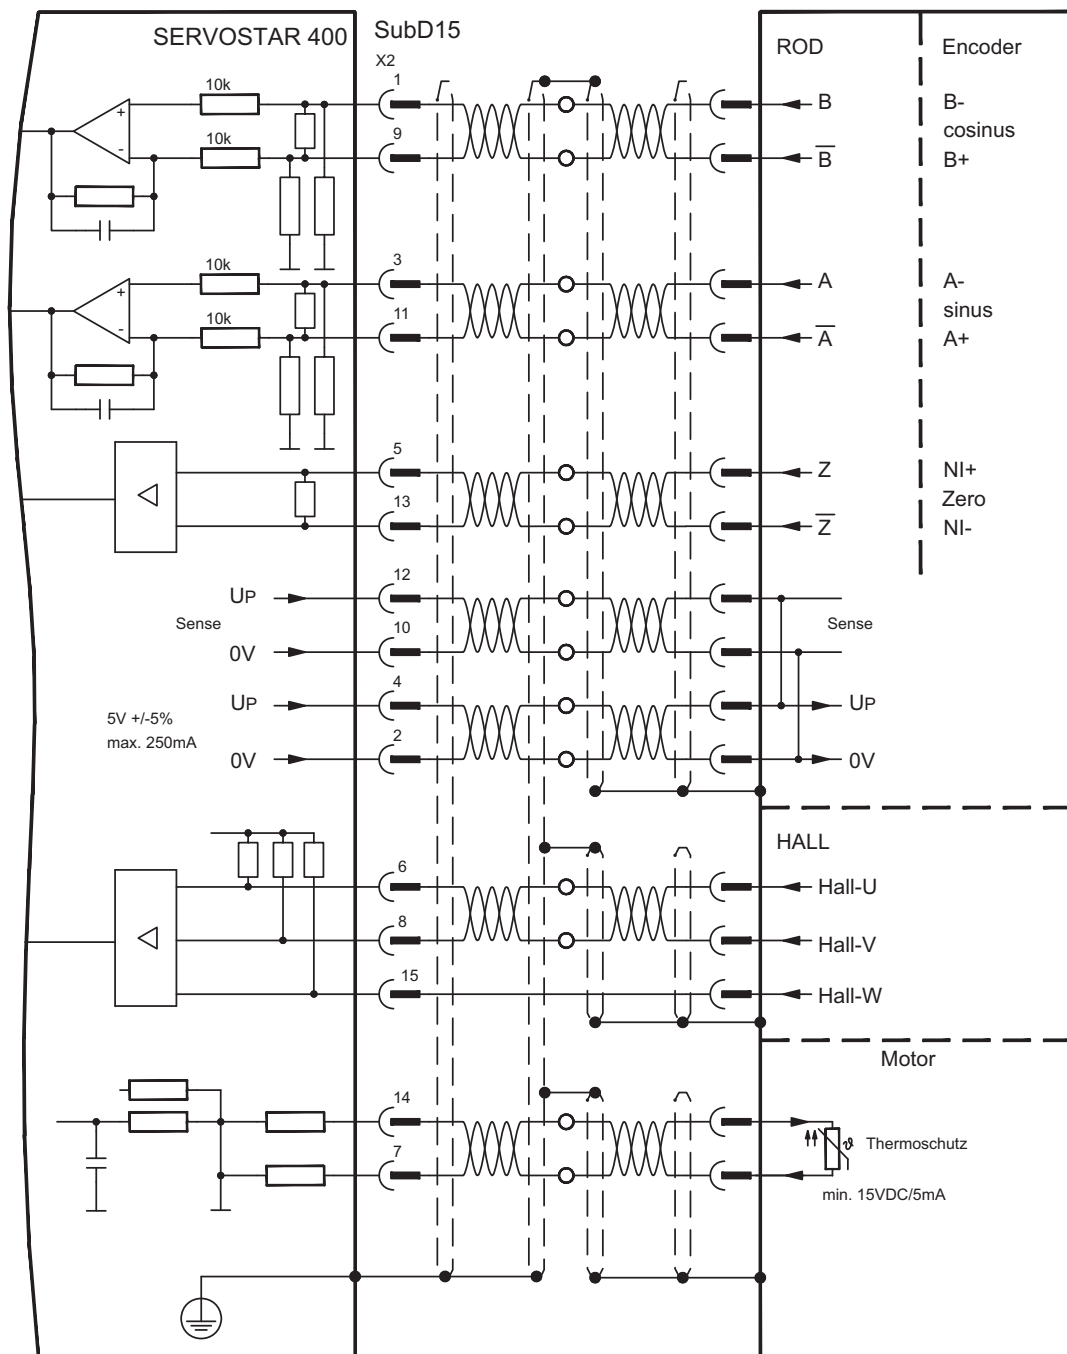 SERVOSTAR 400
SubD15
ROD
Encoder
X2
10k
1
B
B-
cosinus
10k
9
B
B+
10k
3
A
A-
sinus
10k
11
A
A+
5
Z
NI+
Zero
13
Z
NI-
UP
12
Sense
Sense
0V
10
UP
4
UP
5V +/-5%
max. 250mA
0V
2
0V
HALL
6
Hall-U
8
Hall-V
15
Hall-W
Motor
14
7
ϑ Thermoschutz
min. 15VDC/5mA